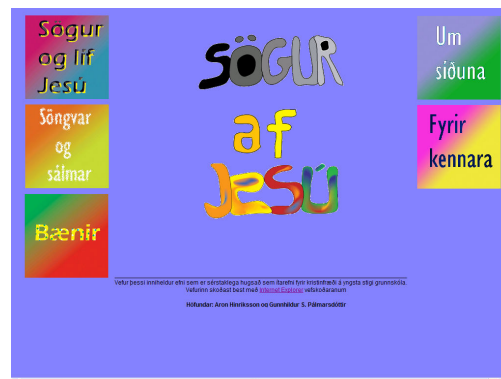 Sögur
og líf
Jesú
Söngvar
og
sálmar
Bænir
SÖGUR
af
JESÚ
Um
síðuna
Fyrir
kennara
Vefur þessi inniheldur efni sem er sérstaklega hugsað sem ítarefni fyrir kristinfræði á yngsta stigi grunnskóla.
Vefurinn skoðast best með Internet Explorer vefskoðaranum
Höfundar: Aron Hinriksson og Gunnhildur S. Pálmarsdóttir